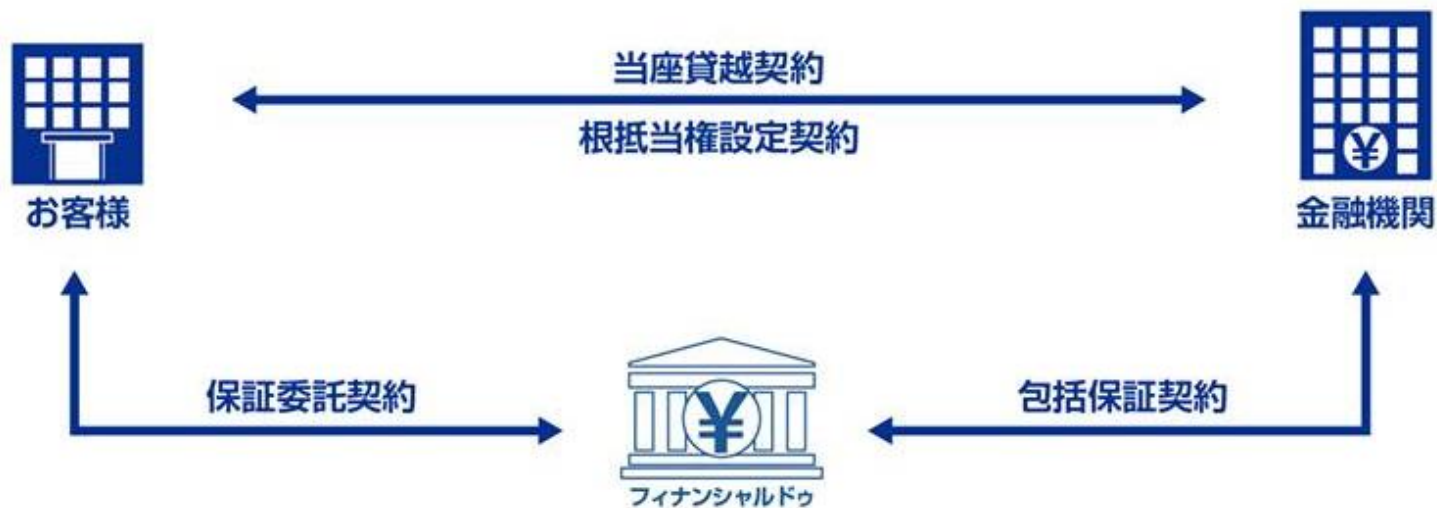 当座貸越契約
根抵当権設定契約
お客様
¥
金融機関
保証委託契約
包括保証契約
¥
フィナンシャルドゥ